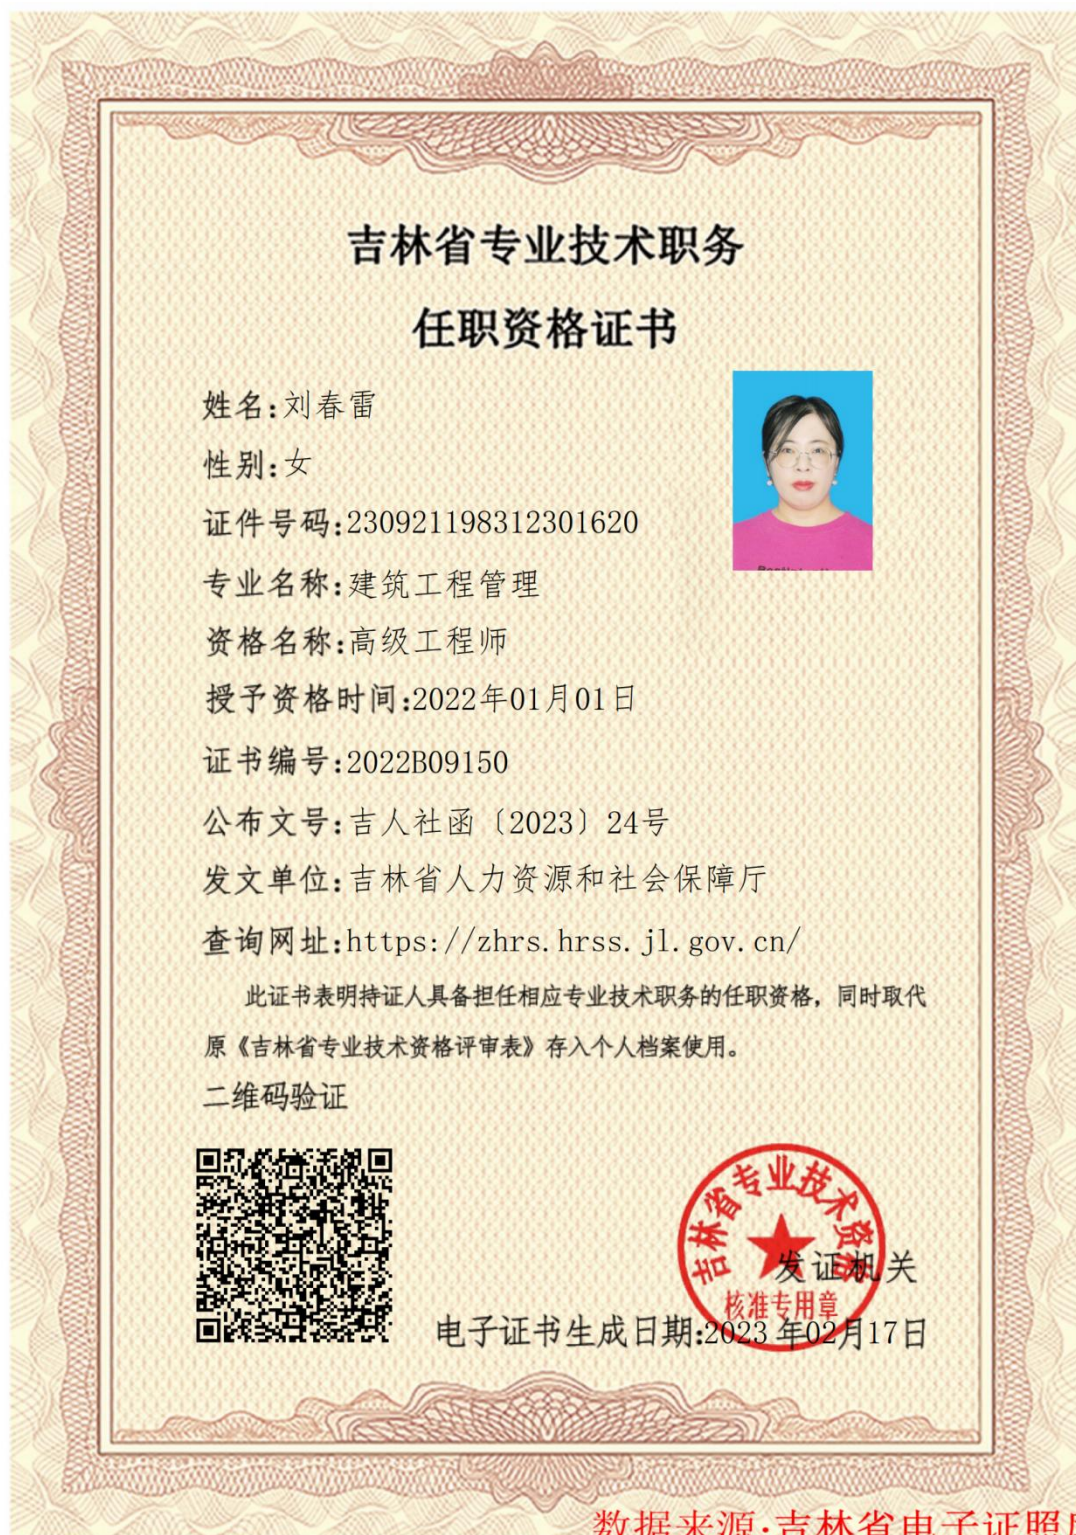 吉林省专业技术职务
任职资格证书
姓名:刘春雷
性别:女
证件号码:230921198312301620
专业名称:建筑工程管理
资格名称:高级工程师
授予资格时间:2022年01月01日
证书编号:2022B09150
公布文号:吉人社函〔2023〕24号
发文单位:吉林省人力资源和社会保障厅
查询网址:https://zhrs.hrss.jl.gov.cn/
此证书表明持证人具备担任相应专业技术职务的任职资格，同时取代
原《吉林省专业技术资格评审表》存入个人档案使用。
二维码验证
吉林省专业技术资格
核准专用章
发证机关
电子证书生成日期:2023年02月17日
数据来源:吉林省电子证照